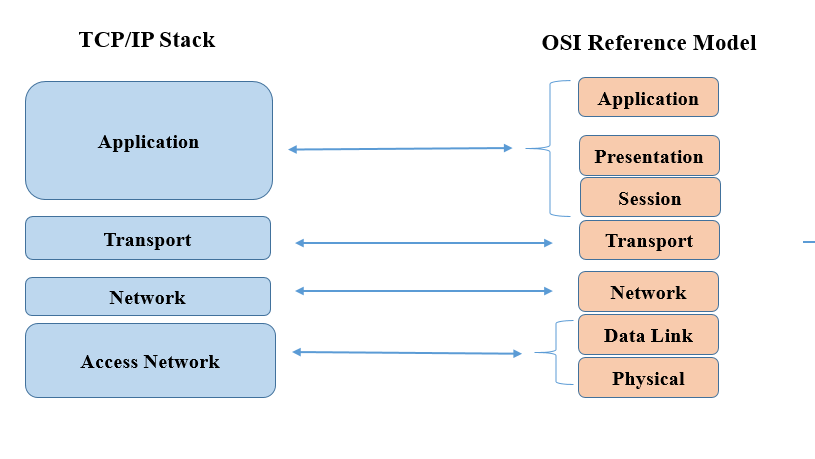 TCP/IP Stack
OSI Reference Model
Application
Transport
Network
Access Network
Application
Presentation
Session
Transport
Network
Data Link
Physical